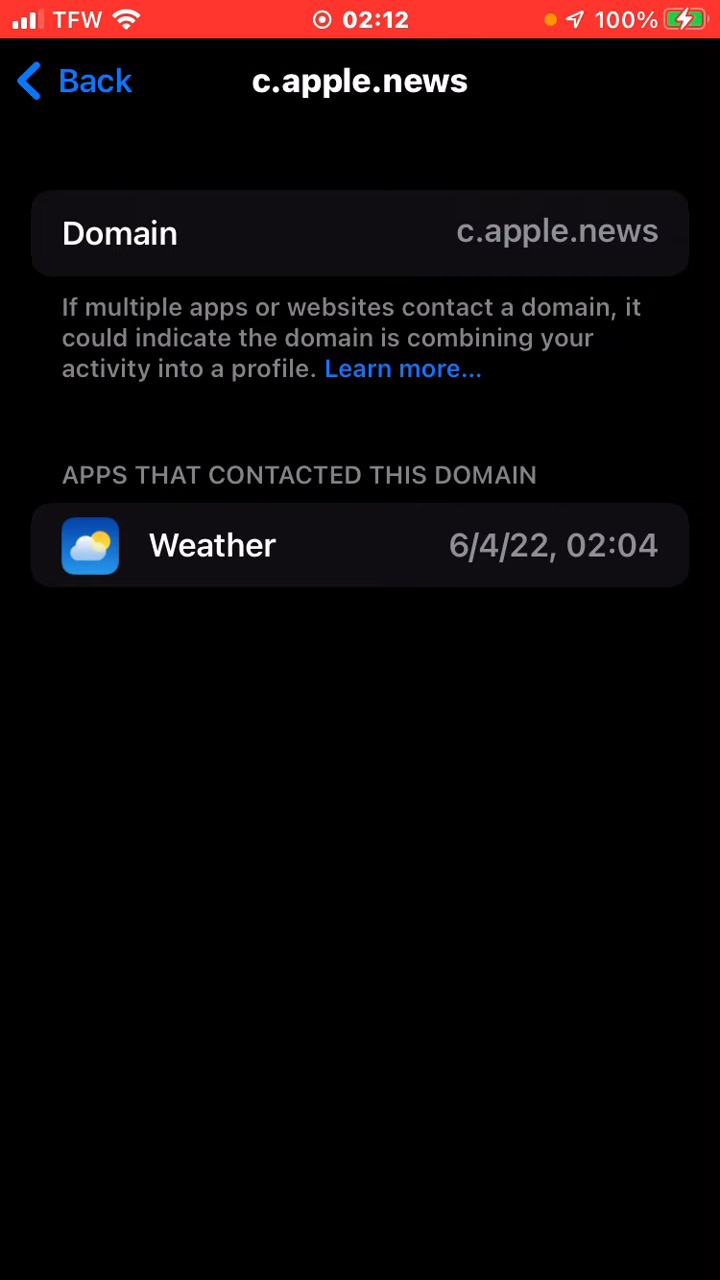 TFW 02:12 100%
Back c.apple.news
Domain c.apple.news
If multiple apps or websites contact a domain, it
could indicate the domain is combining your
activity into a profile. Learn more...
APPS THAT CONTACTED THIS DOMAIN
Weather 6/4/22, 02:04